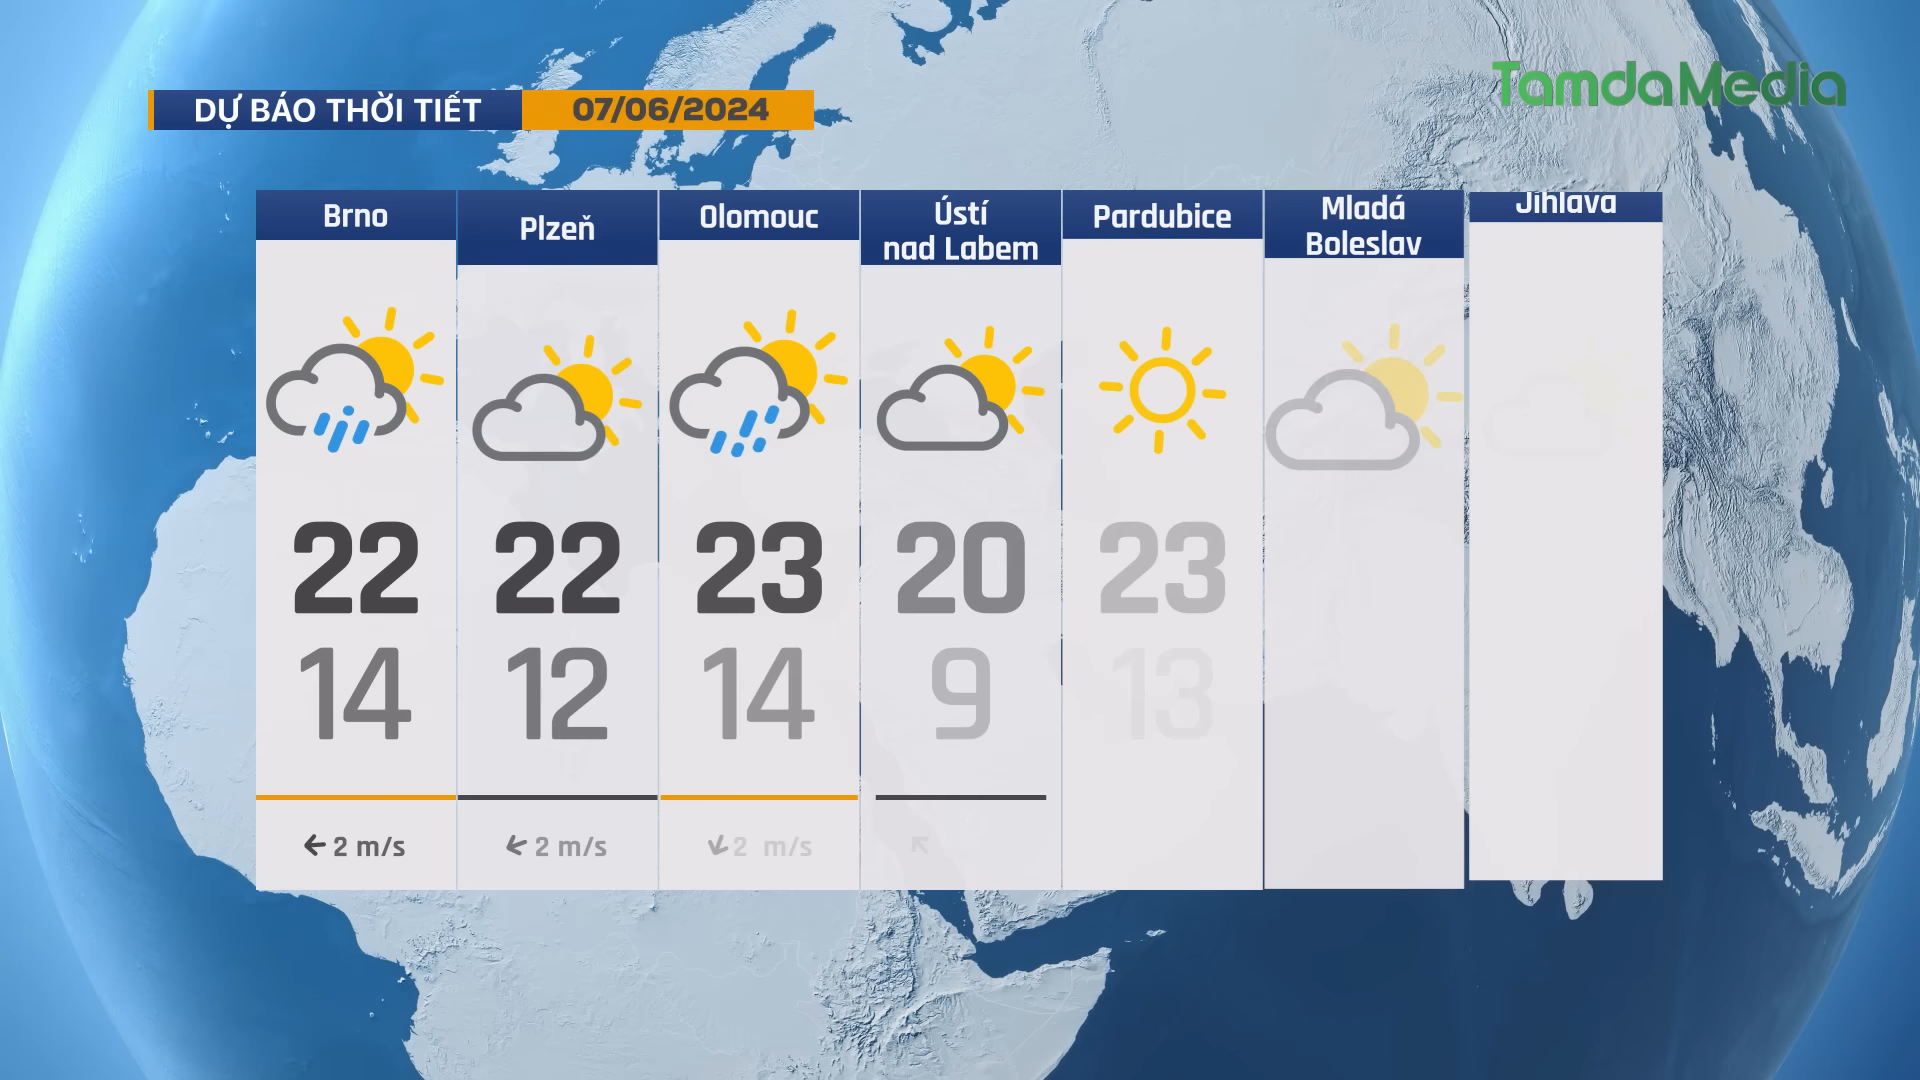 DỰ BÁO THỜI TIẾT 07/06/2024
TamdaMedia
Brno
22
14
2 m/s
Plzeň
22
12
2 m/s
Olomouc
23
14
2 m/s
Ústí
nad Labem
20
9
Pardubice
23
13
Mladá
Boleslav
Jihlava